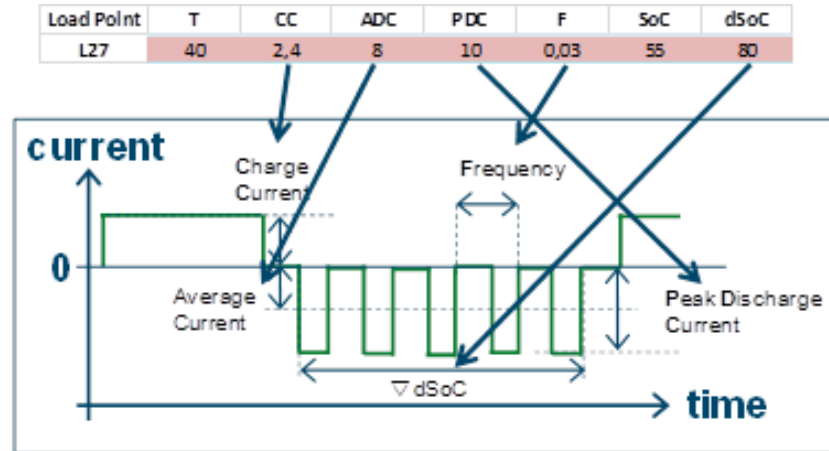 Load Point T CC ADC PDC F SoC dSoC
L27 40 2,4 8 10 0,03 55 80
current
Charge
Current
Frequency
0
Average
Current
Peak Discharge
Current
▽ dSoC
time